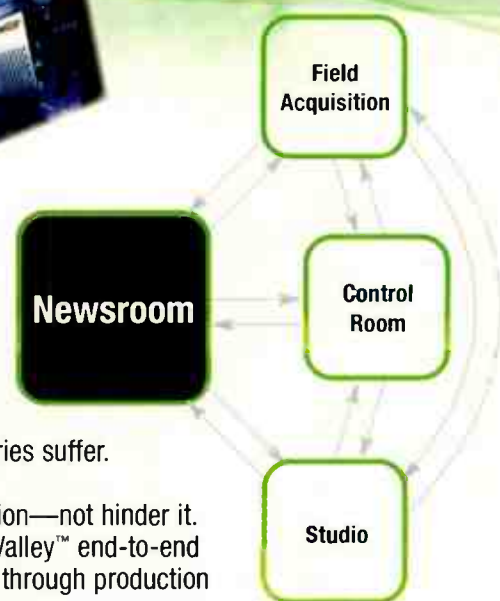 Field
Acquisition
Newsroom
Control
Room
ries suffer.
ion—not hinder it.
Valley™ end-to-end
through production
Studio